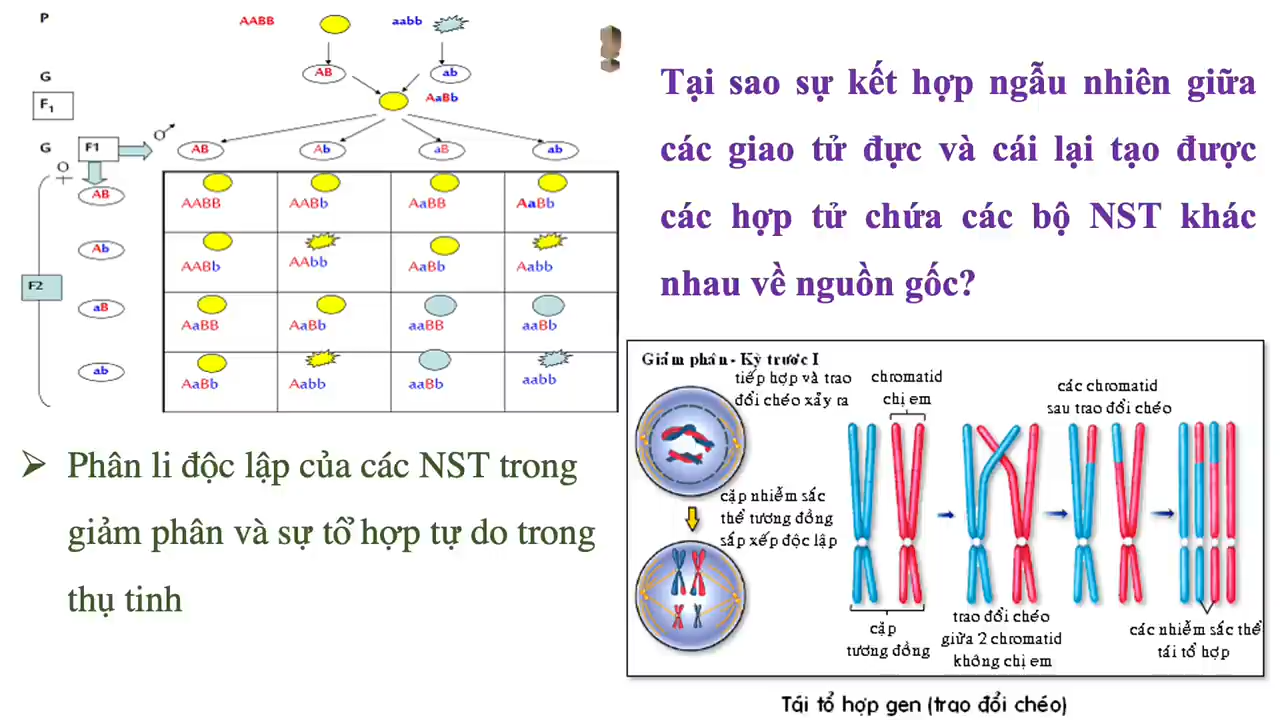 P
AABB
aabb
G
AB
ab
F1
AaBb
G
F1
♂
AB
Ab
aB
ab
♀
AB
AABB
AABb
AaBB
AaBb
Ab
AABb
AAbb
AaBb
Aabb
F2
aB
AaBB
AaBb
aaBB
aaBb
ab
AaBb
Aabb
aaBb
aabb
➢ Phân li độc lập của các NST trong
giảm phân và sự tổ hợp tự do trong
thụ tinh
Tại sao sự kết hợp ngẫu nhiên giữa
các giao tử đực và cái lại tạo được
các hợp tử chứa các bộ NST khác
nhau về nguồn gốc?
Giảm phân - Kỳ trước I
tiếp hợp và trao
đổi chéo xảy ra
chromatid
chị em
các chromatid
sau trao đổi chéo
cặp nhiễm sắc
thể tương đồng
sắp xếp độc lập
cặp
tương đồng
trao đổi chéo
giữa 2 chromatid
không chị em
các nhiễm sắc thể
tái tổ hợp
Tái tổ hợp gen (trao đổi chéo)